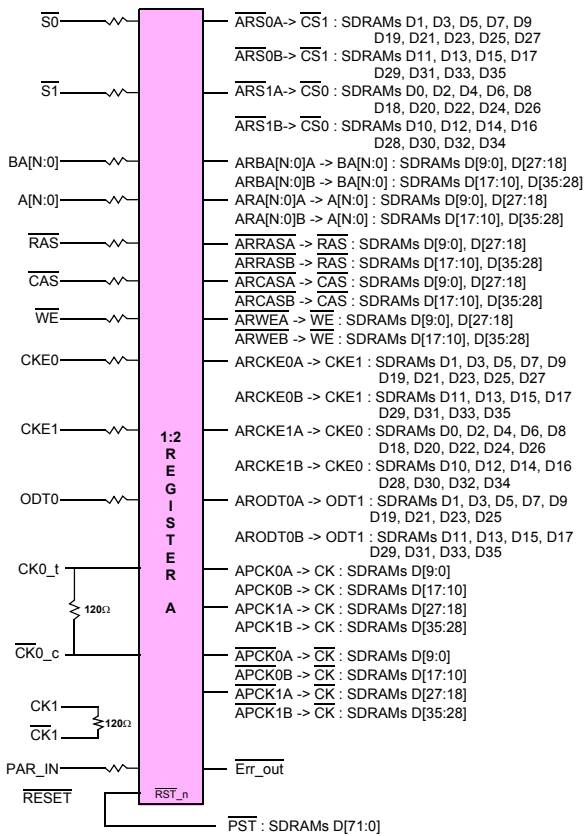 S0
ARS0A-> CS1 : SDRAMs D1, D3, D5, D7, D9
D19, D21, D23, D25, D27
ARS0B-> CS1 : SDRAMs D11, D13, D15, D17
D29, D31, D33, D35
S1
ARS1A-> CS0 : SDRAMs D0, D2, D4, D6, D8
D18, D20, D22, D24, D26
ARS1B-> CS0 : SDRAMs D10, D12, D14, D16
D28, D30, D32, D34
BA[N:0]
ARBA[N:0]A -> BA[N:0] : SDRAMs D[9:0], D[27:18]
ARBA[N:0]B -> BA[N:0] : SDRAMs D[17:10], D[35:28]
A[N:0]
ARA[N:0]A -> A[N:0] : SDRAMs D[9:0], D[27:18]
ARA[N:0]B -> A[N:0] : SDRAMs D[17:10], D[35:28]
RAS
ARRASA -> RAS : SDRAMs D[9:0], D[27:18]
ARRASB -> RAS : SDRAMs D[17:10], D[35:28]
CAS
ARCASA -> CAS : SDRAMs D[9:0], D[27:18]
ARCASB -> CAS : SDRAMs D[17:10], D[35:28]
WE
ARWEA -> WE : SDRAMs D[9:0], D[27:18]
ARWEB -> WE : SDRAMs D[17:10], D[35:28]
CKE0
ARCKE0A -> CKE1 : SDRAMs D1, D3, D5, D7, D9
D19, D21, D23, D25, D27
ARCKE0B -> CKE1 : SDRAMs D11, D13, D15, D17
D29, D31, D33, D35
CKE1
ARCKE1A -> CKE0 : SDRAMs D0, D2, D4, D6, D8
D18, D20, D22, D24, D26
ARCKE1B -> CKE0 : SDRAMs D10, D12, D14, D16
D28, D30, D32, D34
1:2
REGISTER
A
ODT0
ARODT0A -> ODT1 : SDRAMs D1, D3, D5, D7, D9
D19, D21, D23, D25
ARODT0B -> ODT1 : SDRAMs D11, D13, D15, D17
D29, D31, D33, D35
CK0_t
120Ω
APCK0A -> CK : SDRAMs D[9:0]
APCK0B -> CK : SDRAMs D[17:10]
APCK1A -> CK : SDRAMs D[27:18]
APCK1B -> CK : SDRAMs D[35:28]
CK0_c
APCK0A -> CK : SDRAMs D[9:0]
APCK0B -> CK : SDRAMs D[17:10]
APCK1A -> CK : SDRAMs D[27:18]
APCK1B -> CK : SDRAMs D[35:28]
CK1
120Ω
CK1
PAR_IN
Err_out
RESET
RST_n
PST : SDRAMs D[71:0]